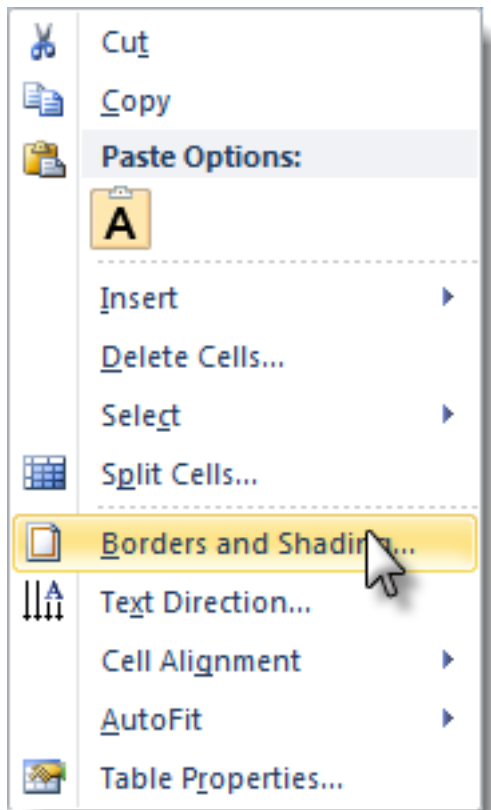 Cut
Copy
Paste Options:
A
Insert
Delete Cells...
Select
Split Cells...
Borders and Shading...
Text Direction...
Cell Alignment
AutoFit
Table Properties...